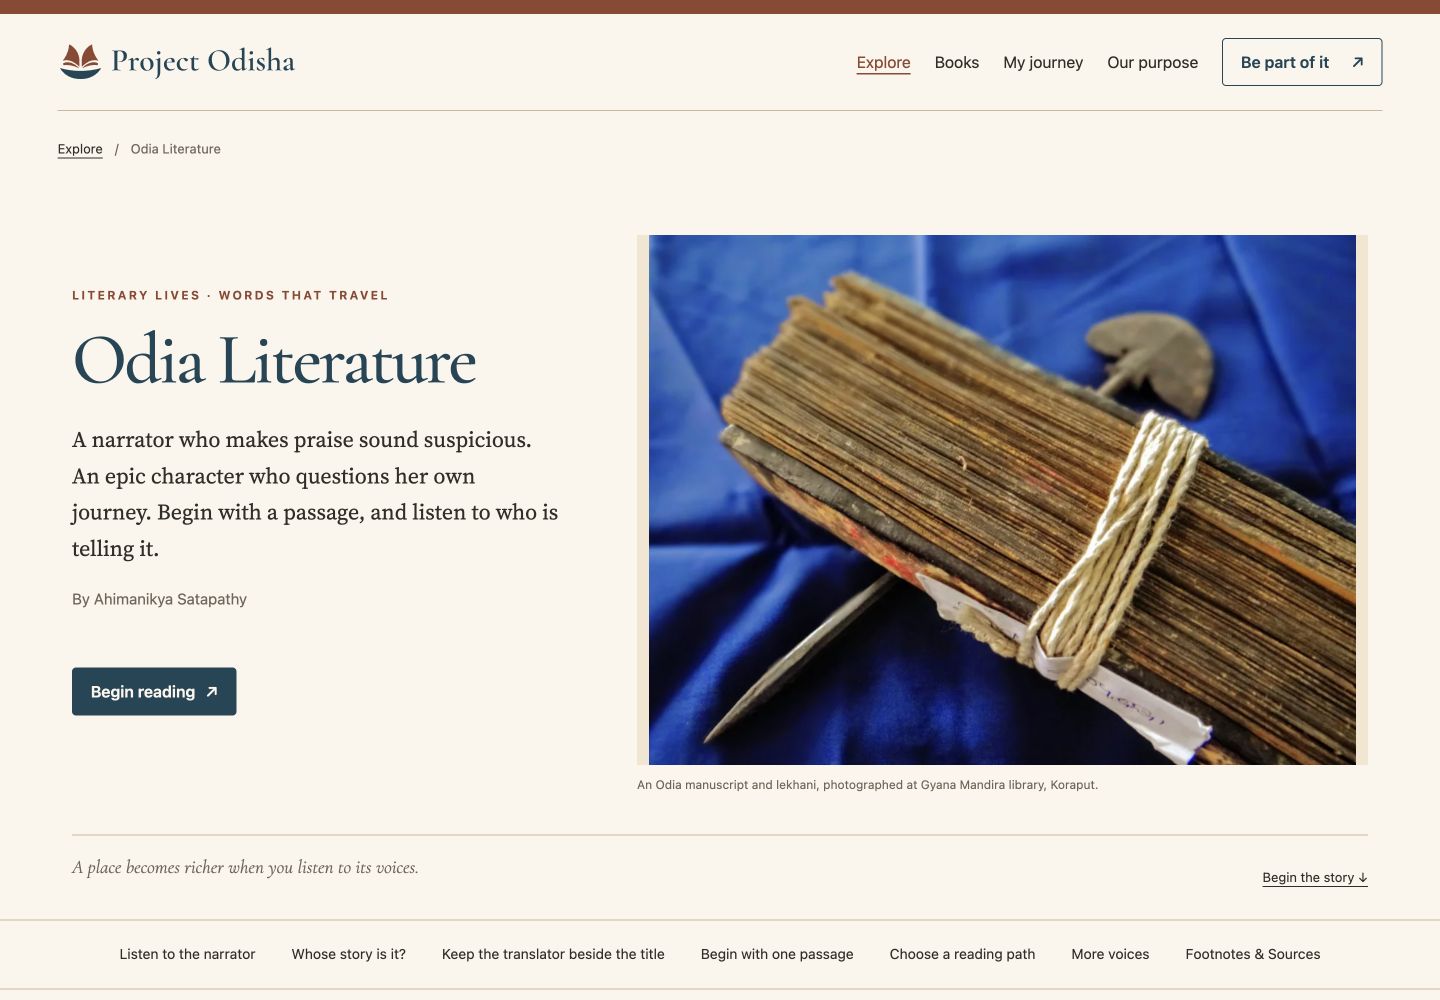 Project Odisha
Explore
Books
My journey
Our purpose
Be part of it
Explore / Odia Literature
LITERARY LIVES · WORDS THAT TRAVEL
Odia Literature
A narrator who makes praise sound suspicious.
An epic character who questions her own
journey. Begin with a passage, and listen to who is
telling it.
By Ahimanikya Satapathy
Begin reading
An Odia manuscript and lekhani, photographed at Gyana Mandira library, Koraput.
A place becomes richer when you listen to its voices.
Begin the story ↓
Listen to the narrator
Whose story is it?
Keep the translator beside the title
Begin with one passage
Choose a reading path
More voices
Footnotes & Sources